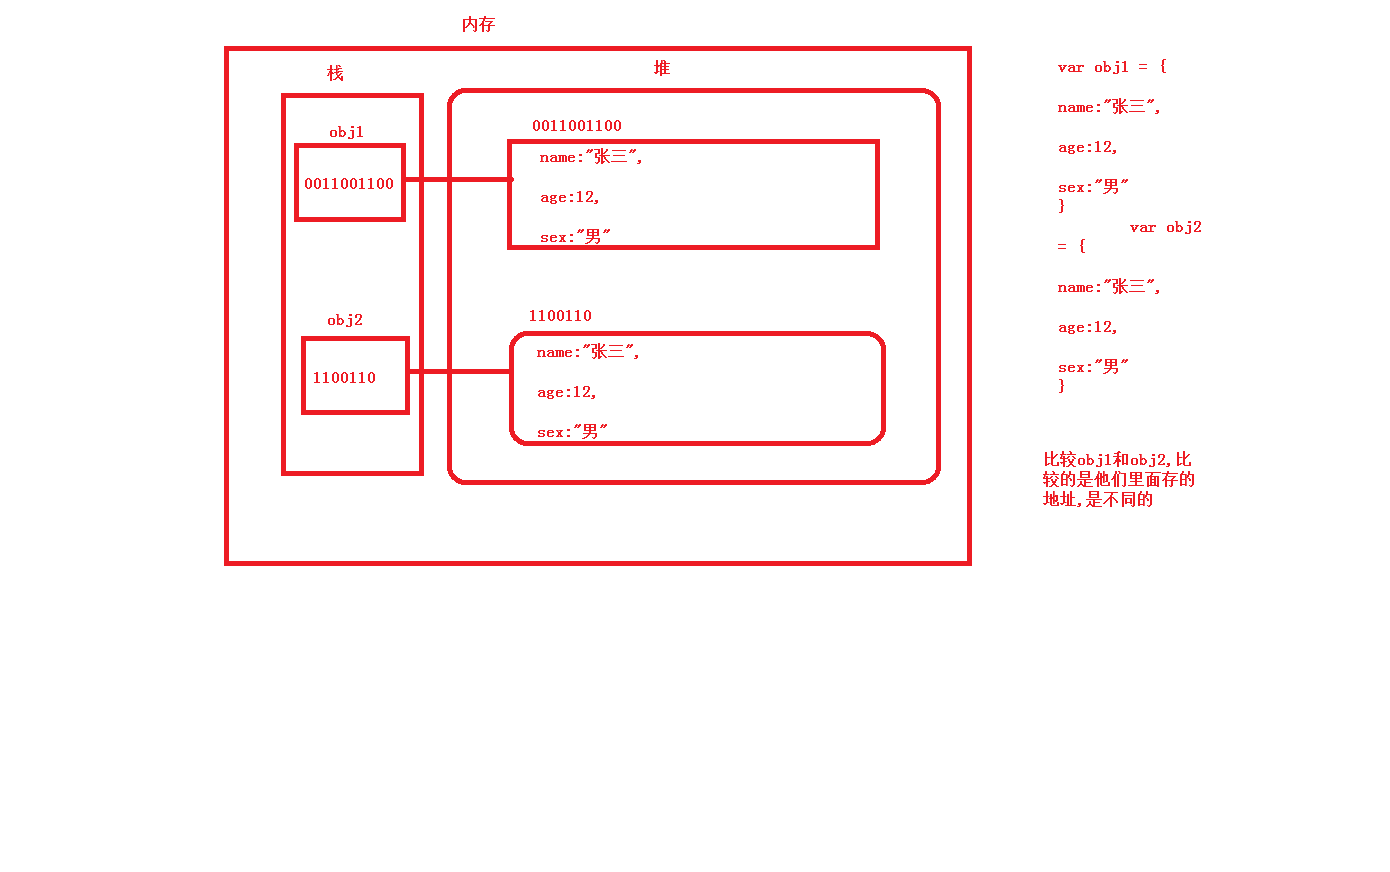 内存
栈
堆
obj1
0011001100
0011001100
name:"张三",
age:12,
sex:"男"
obj2
1100110
1100110
name:"张三",
age:12,
sex:"男"
var obj1 = {
name:"张三",
age:12,
sex:"男"
}
var obj2
= {
name:"张三",
age:12,
sex:"男"
}
比较obj1和obj2,比
较的是他们里面存的
地址,是不同的